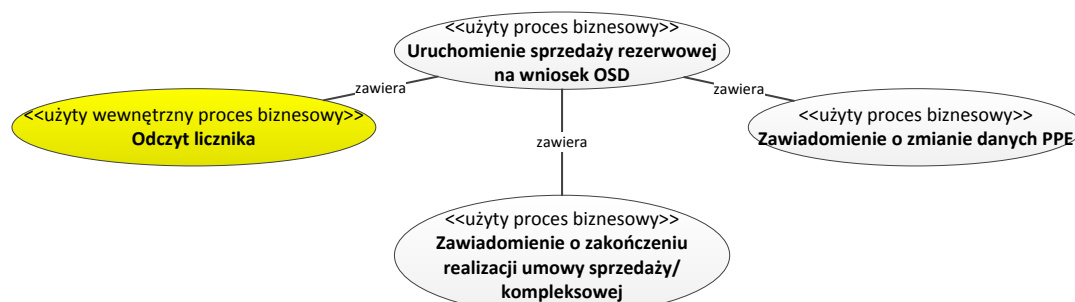 <<użyty proces biznesowy>>
Uruchomienie sprzedaży rezerwowej
na wniosek OSD
zawiera
zawiera
<<użyty wewnętrzny proces biznesowy>>
Odczyt licznika
<<użyty proces biznesowy>>
Zawiadomienie o zmianie danych PPE
zawiera
<<użyty proces biznesowy>>
Zawiadomienie o zakończeniu
realizacji umowy sprzedaży/
kompleksowej